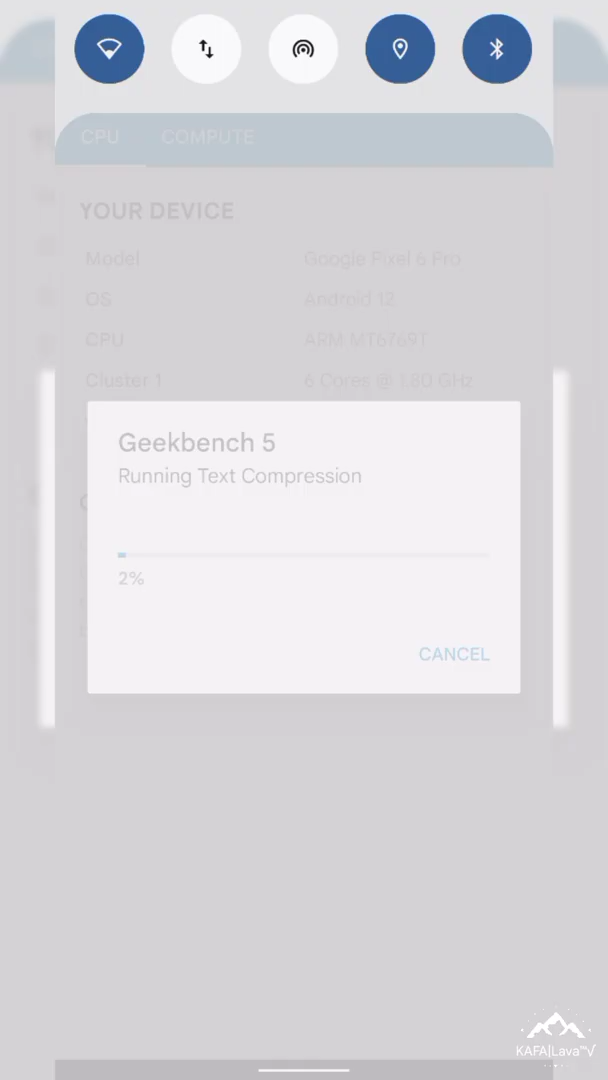 CPU COMPUTE
YOUR DEVICE
Model Google Pixel 6 Pro
OS Android 12
CPU ARM MT6769T
Cluster 1 6 Cores @ 1.80 GHz
Geekbench 5
Running Text Compression
2%
CANCEL
KAFA|Lava™√